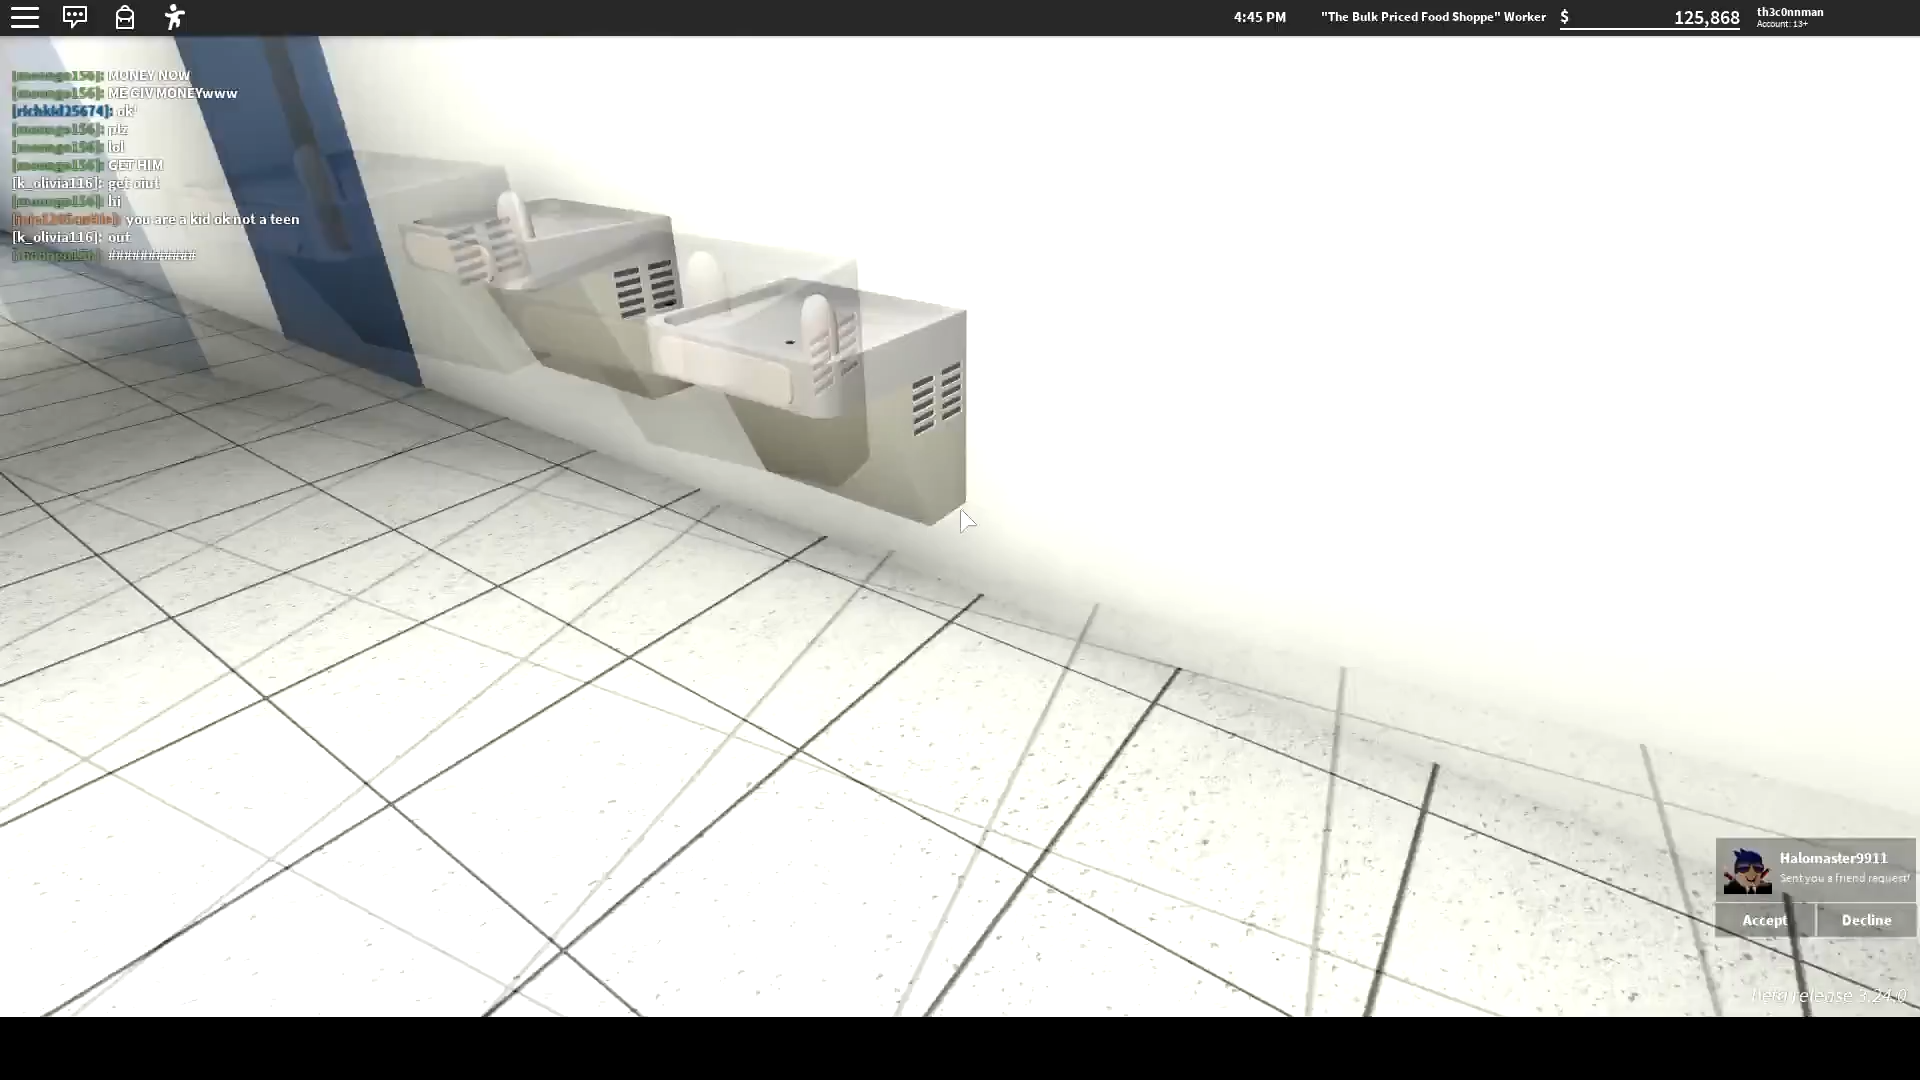 4:45 PM
"The Bulk Priced Food Shoppe" Worker
$ 125,868
th3c0nnman
Account: 13+
MONEY NOW
ME GIV MONEYwww
[richkid25674]: ok'
plz
lol
GET HIM
[k_olivia116]: get oiut
hi
you are a kid ok not a teen
[k_olivia116]: out
############
Halomaster9911
Sent you a friend request!
Accept
Decline
beta release 3.24.0